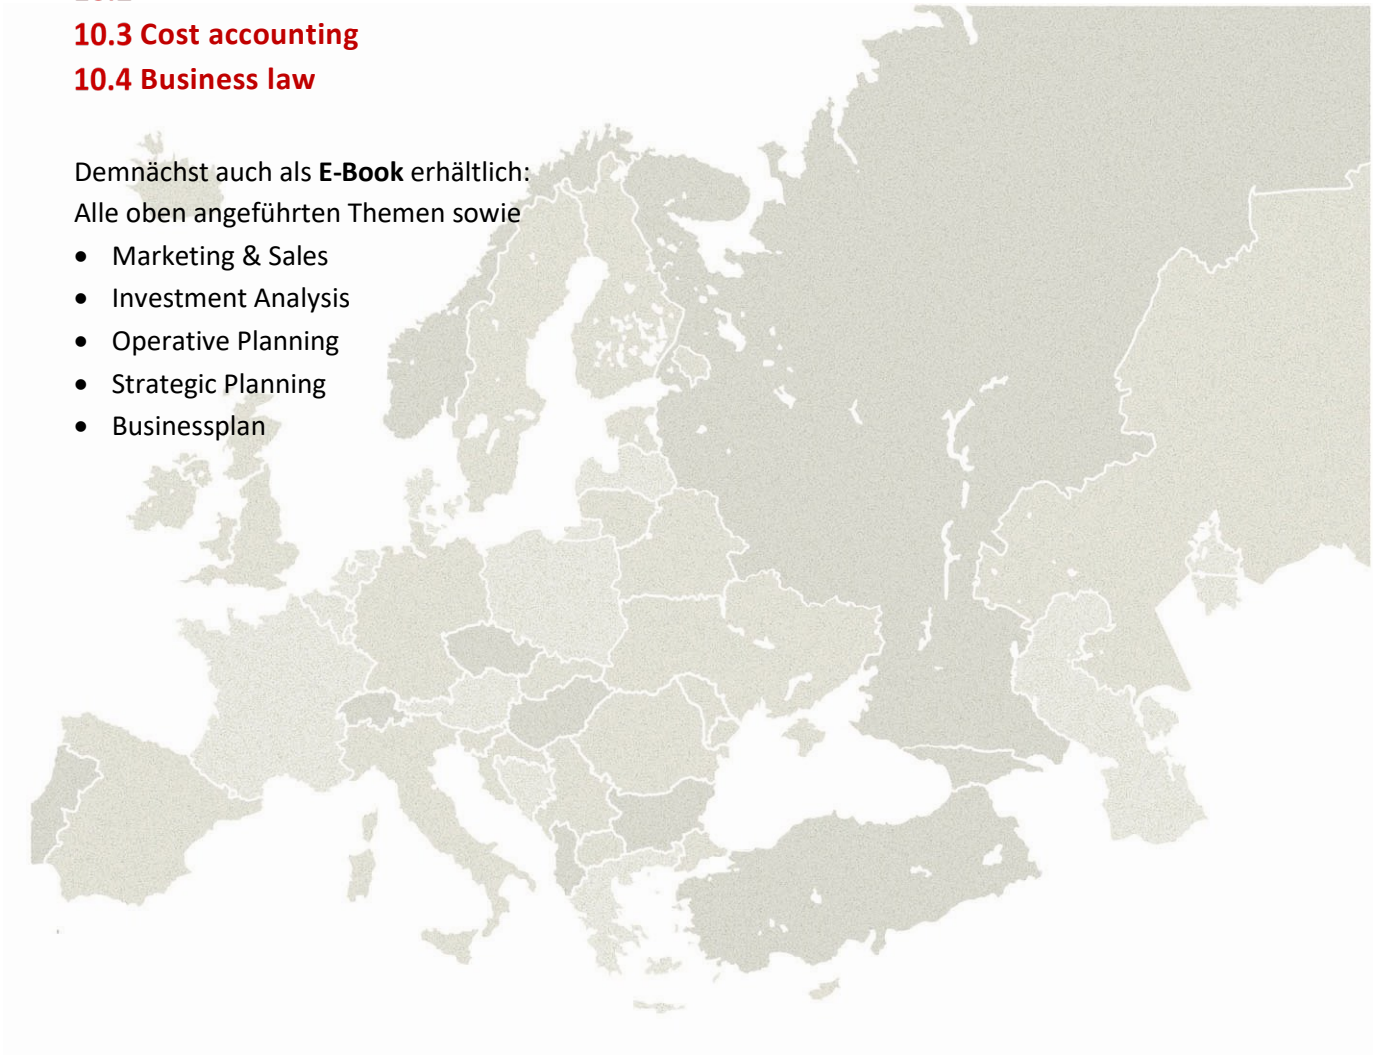 10.3 Cost accounting
10.4 Business law
Demnächst auch als E-Book erhältlich:
Alle oben angeführten Themen sowie
• Marketing & Sales
• Investment Analysis
• Operative Planning
• Strategic Planning
• Businessplan